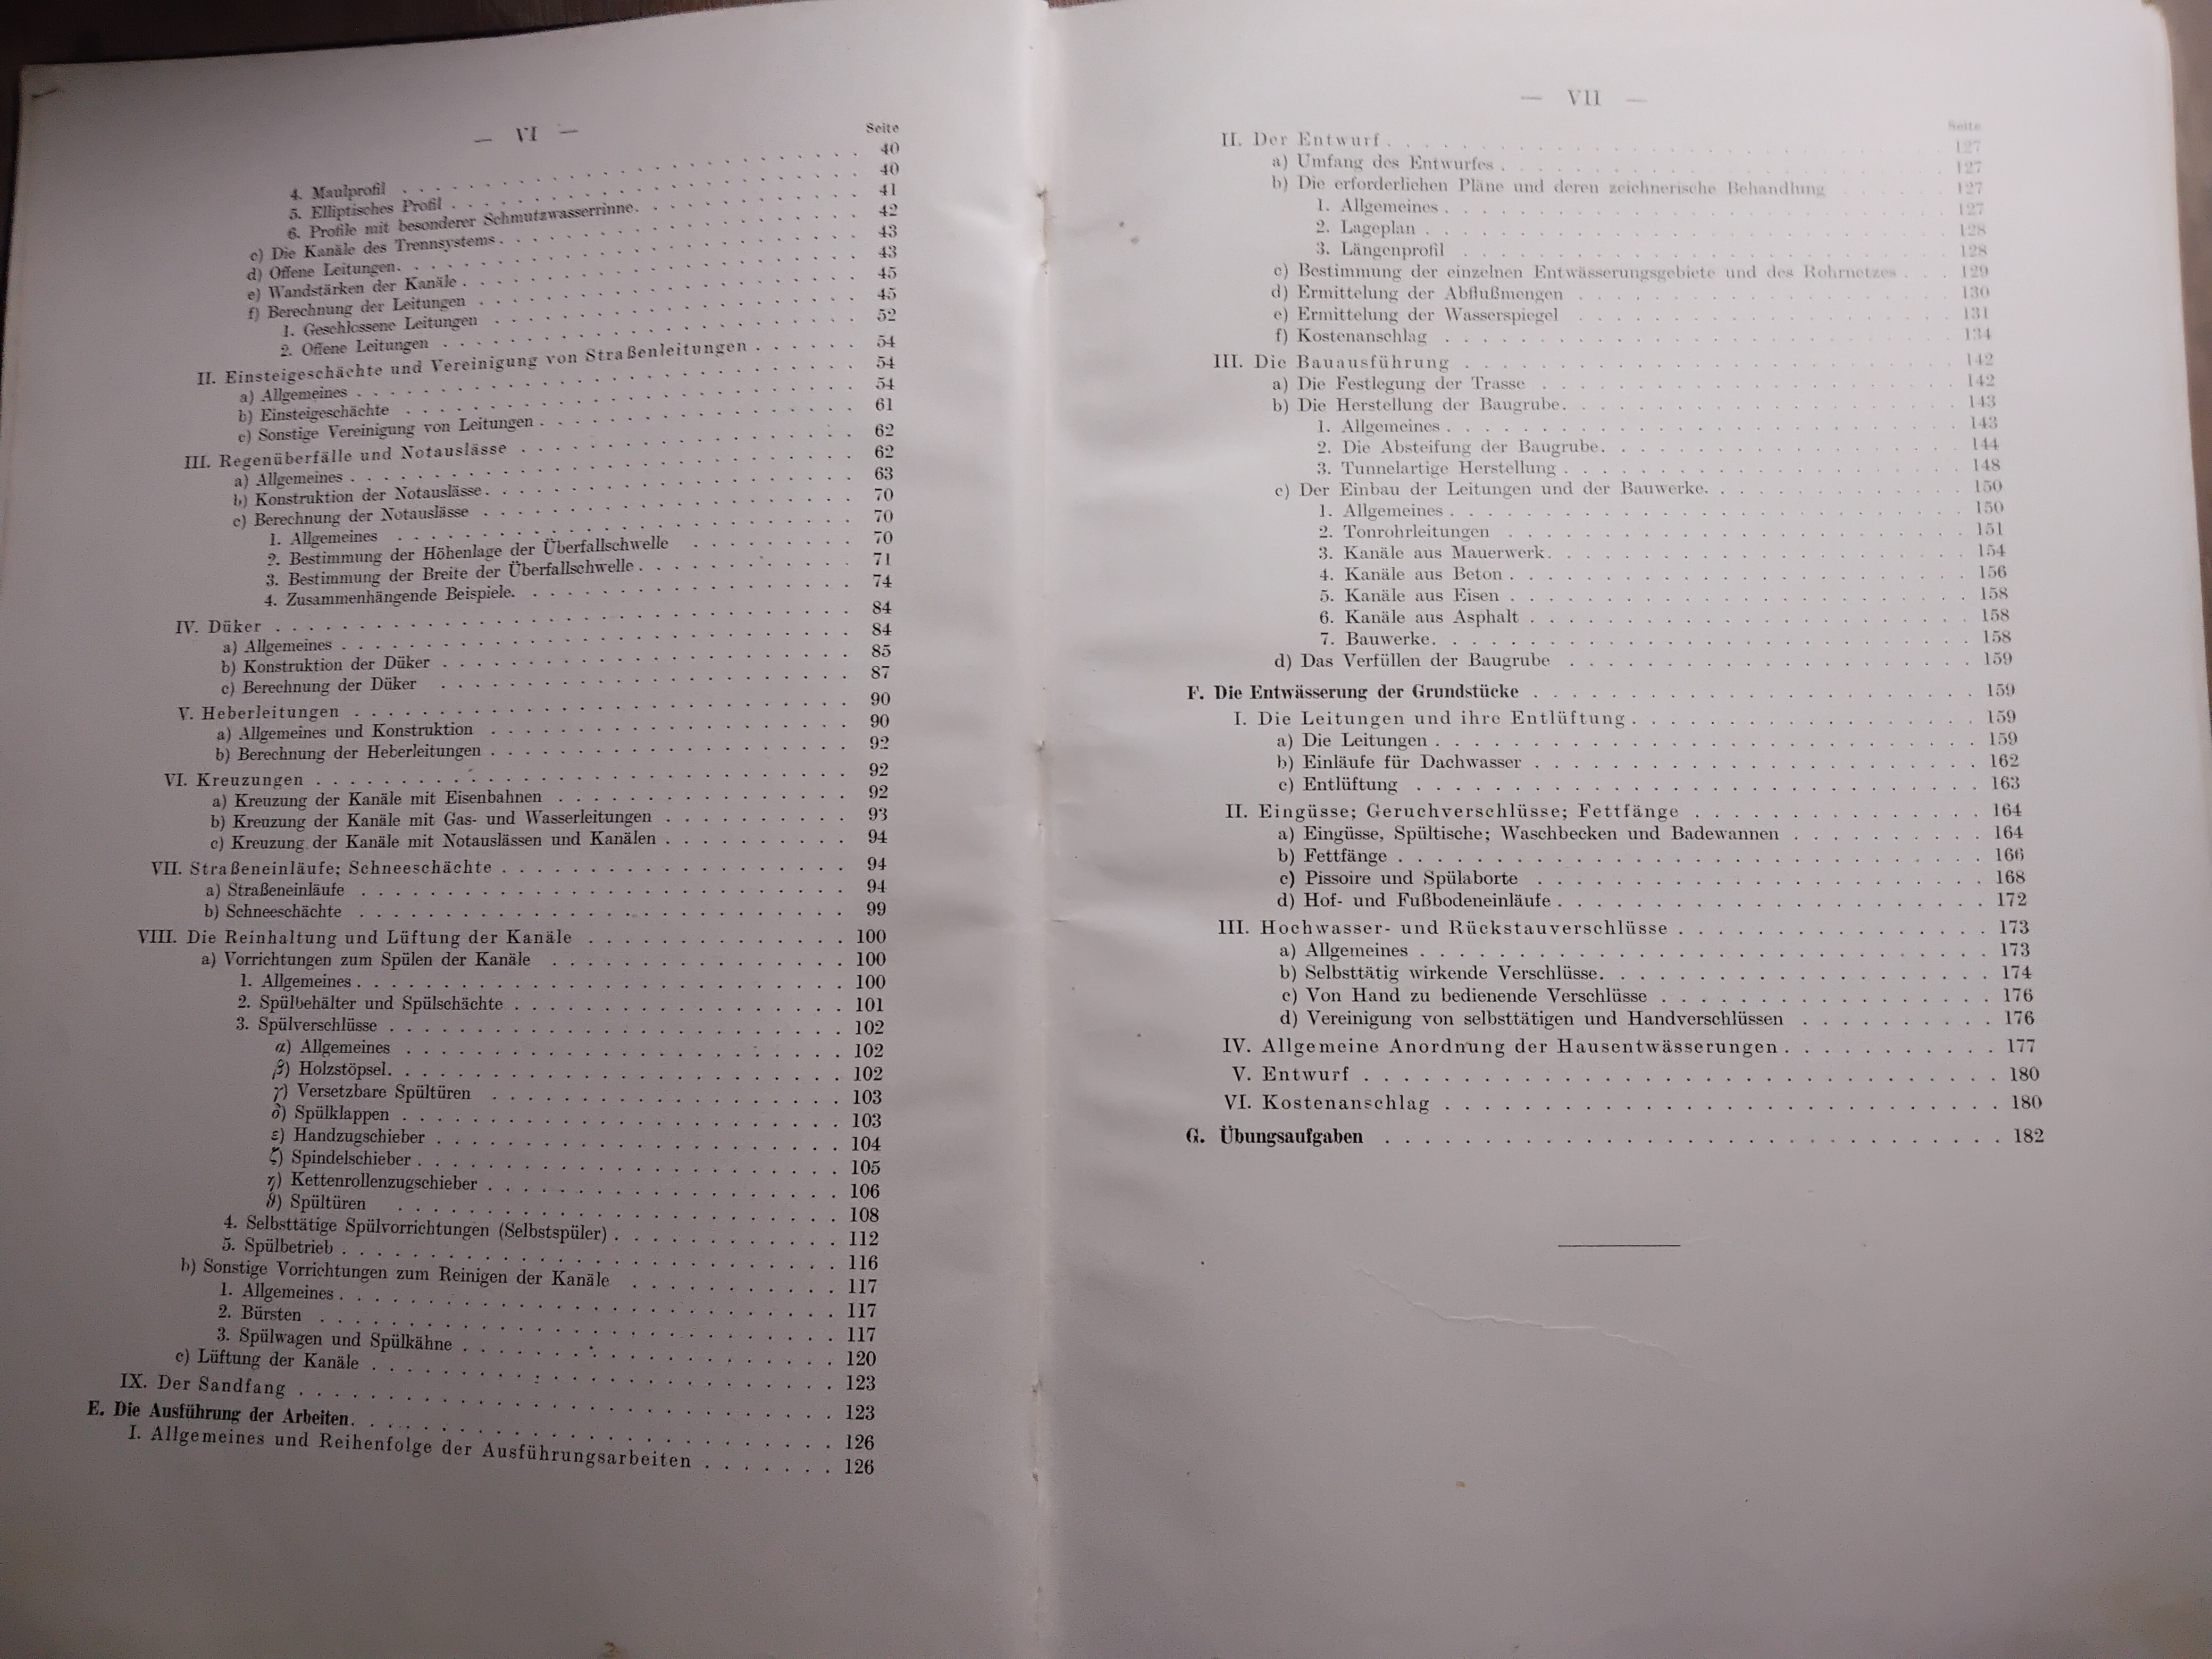 — VI —
Seite
4. Maulprofil . . . 40
5. Elliptisches Profil . . . 40
6. Profile mit besonderer Schmutzwasserrinne . . . 41
c) Die Kanäle des Trennsystems . . . 42
d) Offene Leitungen . . . 43
e) Wandstärken der Kanäle . . . 43
f) Berechnung der Leitungen . . . 45
1. Geschlossene Leitungen . . . 45
2. Offene Leitungen . . . 52
II. Einsteigeschächte und Vereinigung von Straßenleitungen . . . 54
a) Allgemeines . . . 54
b) Einsteigeschächte . . . 54
c) Sonstige Vereinigung von Leitungen . . . 61
III. Regenüberfälle und Notauslässe . . . 62
a) Allgemeines . . . 62
b) Konstruktion der Notauslässe . . . 63
c) Berechnung der Notauslässe . . . 70
1. Allgemeines . . . 70
2. Bestimmung der Höhenlage der Überfallschwelle . . . 70
3. Bestimmung der Breite der Überfallschwelle . . . 71
4. Zusammenhängende Beispiele . . . 74
IV. Düker . . . 84
a) Allgemeines . . . 84
b) Konstruktion der Düker . . . 85
c) Berechnung der Düker . . . 87
V. Heberleitungen . . . 90
a) Allgemeines und Konstruktion . . . 90
b) Berechnung der Heberleitungen . . . 92
VI. Kreuzungen . . . 92
a) Kreuzung der Kanäle mit Eisenbahnen . . . 92
b) Kreuzung der Kanäle mit Gas- und Wasserleitungen . . . 93
c) Kreuzung der Kanäle mit Notauslässen und Kanälen . . . 94
VII. Straßeneinläufe; Schneeschächte . . . 94
a) Straßeneinläufe . . . 94
b) Schneeschächte . . . 99
VIII. Die Reinhaltung und Lüftung der Kanäle . . . 100
a) Vorrichtungen zum Spülen der Kanäle . . . 100
1. Allgemeines . . . 100
2. Spülbehälter und Spülschächte . . . 101
3. Spülverschlüsse . . . 102
α) Allgemeines . . . 102
β) Holzstöpsel . . . 102
γ) Versetzbare Spültüren . . . 103
δ) Spülklappen . . . 103
ε) Handzugschieber . . . 104
ζ) Spindelschieber . . . 105
η) Kettenrollenzugschieber . . . 106
ϑ) Spültüren . . . 108
4. Selbsttätige Spülvorrichtungen (Selbstspüler) . . . 112
5. Spülbetrieb . . . 116
b) Sonstige Vorrichtungen zum Reinigen der Kanäle . . . 117
1. Allgemeines . . . 117
2. Bürsten . . . 117
3. Spülwagen und Spülkähne . . . 120
c) Lüftung der Kanäle . . . 123
IX. Der Sandfang . . . 123
E. Die Ausführung der Arbeiten . . . 126
I. Allgemeines und Reihenfolge der Ausführungsarbeiten . . . 126
— VII —
Seite
II. Der Entwurf . . . 127
a) Umfang des Entwurfes . . . 127
b) Die erforderlichen Pläne und deren zeichnerische Behandlung . . . 127
1. Allgemeines . . . 127
2. Lageplan . . . 128
3. Längenprofil . . . 128
c) Bestimmung der einzelnen Entwässerungsgebiete und des Rohrnetzes . . . 129
d) Ermittelung der Abflußmengen . . . 130
e) Ermittelung der Wasserspiegel . . . 131
f) Kostenanschlag . . . 134
III. Die Bauausführung . . . 142
a) Die Festlegung der Trasse . . . 142
b) Die Herstellung der Baugrube . . . 143
1. Allgemeines . . . 143
2. Die Absteifung der Baugrube . . . 144
3. Tunnelartige Herstellung . . . 148
c) Der Einbau der Leitungen und der Bauwerke . . . 150
1. Allgemeines . . . 150
2. Tonrohrleitungen . . . 151
3. Kanäle aus Mauerwerk . . . 154
4. Kanäle aus Beton . . . 156
5. Kanäle aus Eisen . . . 158
6. Kanäle aus Asphalt . . . 158
7. Bauwerke . . . 158
d) Das Verfüllen der Baugrube . . . 159
F. Die Entwässerung der Grundstücke . . . 159
I. Die Leitungen und ihre Entlüftung . . . 159
a) Die Leitungen . . . 159
b) Einläufe für Dachwasser . . . 162
c) Entlüftung . . . 163
II. Eingüsse; Geruchverschlüsse; Fettfänge . . . 164
a) Eingüsse, Spültische; Waschbecken und Badewannen . . . 164
b) Fettfänge . . . 166
c) Pissoire und Spülaborte . . . 168
d) Hof- und Fußbodeneinläufe . . . 172
III. Hochwasser- und Rückstauverschlüsse . . . 173
a) Allgemeines . . . 173
b) Selbsttätig wirkende Verschlüsse . . . 174
c) Von Hand zu bedienende Verschlüsse . . . 176
d) Vereinigung von selbsttätigen und Handverschlüssen . . . 176
IV. Allgemeine Anordnung der Hausentwässerungen . . . 177
V. Entwurf . . . 180
VI. Kostenanschlag . . . 180
G. Übungsaufgaben . . . 182